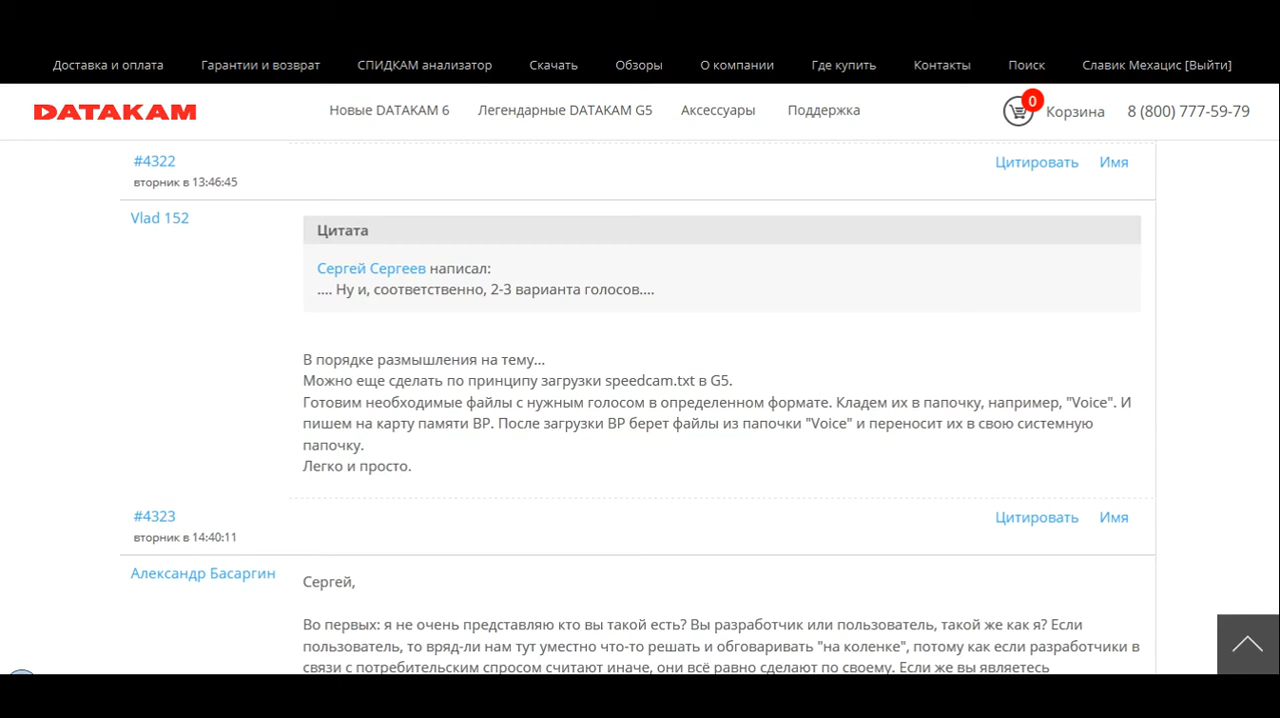 Доставка и оплата Гарантии и возврат СПИДКАМ анализатор Скачать Обзоры О компании Где купить Контакты Поиск Славик Мехацис [Выйти]
DATAKAM Новые DATAKAM 6 Легендарные DATAKAM G5 Аксессуары Поддержка 0 Корзина 8 (800) 777-59-79
#4322 Цитировать Имя
вторник в 13:46:45
Vlad 152
Цитата
Сергей Сергеев написал:
.... Ну и, соответственно, 2-3 варианта голосов....
В порядке размышления на тему...
Можно еще сделать по принципу загрузки speedcam.txt в G5.
Готовим необходимые файлы с нужным голосом в определенном формате. Кладем их в папочку, например, "Voice". И
пишем на карту памяти ВР. После загрузки ВР берет файлы из папочки "Voice" и переносит их в свою системную
папочку.
Легко и просто.
#4323 Цитировать Имя
вторник в 14:40:11
Александр Басаргин
Сергей,
Во первых: я не очень представляю кто вы такой есть? Вы разработчик или пользователь, такой же как я? Если
пользователь, то вряд-ли нам тут уместно что-то решать и обговаривать "на коленке", потому как если разработчики в
связи с потребительским спросом считают иначе, они всё равно сделают по своему. Если же вы являетесь